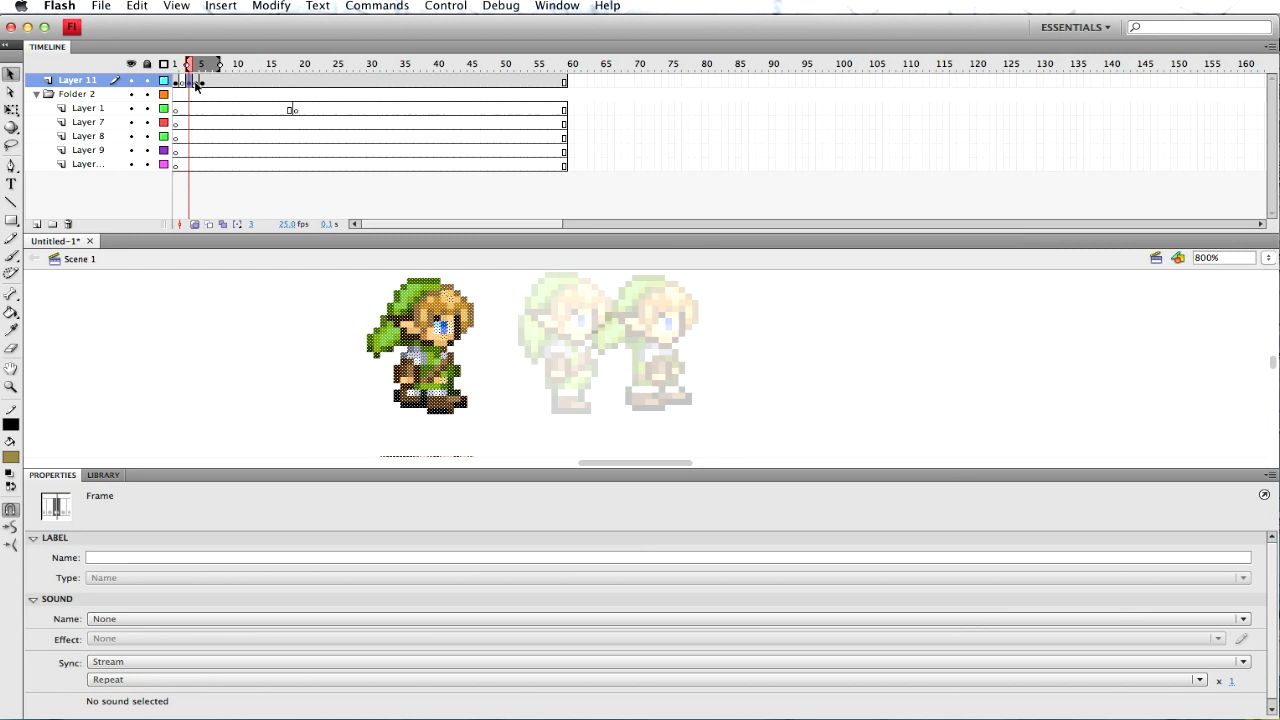 Flash File Edit View Insert Modify Text Commands Control Debug Window Help
Fl ESSENTIALS
TIMELINE
1 5 10 15 20 25 30 35 40 45 50 55 60 65 70 75 80 85 90 95 100 105 110 115 120 125 130 135 140 145 150 155 160
Layer 11
Folder 2
Layer 1
Layer 7
Layer 8
Layer 9
Layer...
3 25.0 fps 0.1 s
Untitled-1*
Scene 1 800%
T
PROPERTIES LIBRARY
Frame
LABEL
Name:
Type: Name
SOUND
Name: None
Effect: None
Sync: Stream
Repeat x 1
No sound selected